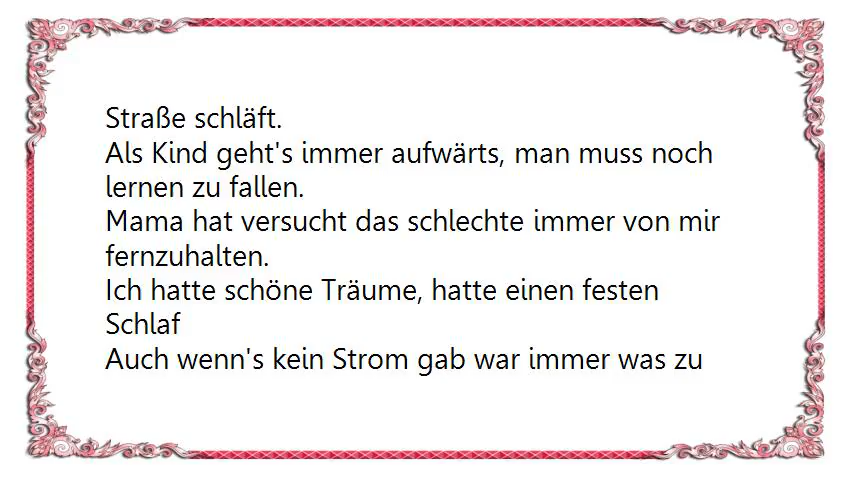 Straße schläft.
Als Kind geht's immer aufwärts, man muss noch
lernen zu fallen.
Mama hat versucht das schlechte immer von mir
fernzuhalten.
Ich hatte schöne Träume, hatte einen festen
Schlaf
Auch wenn's kein Strom gab war immer was zu